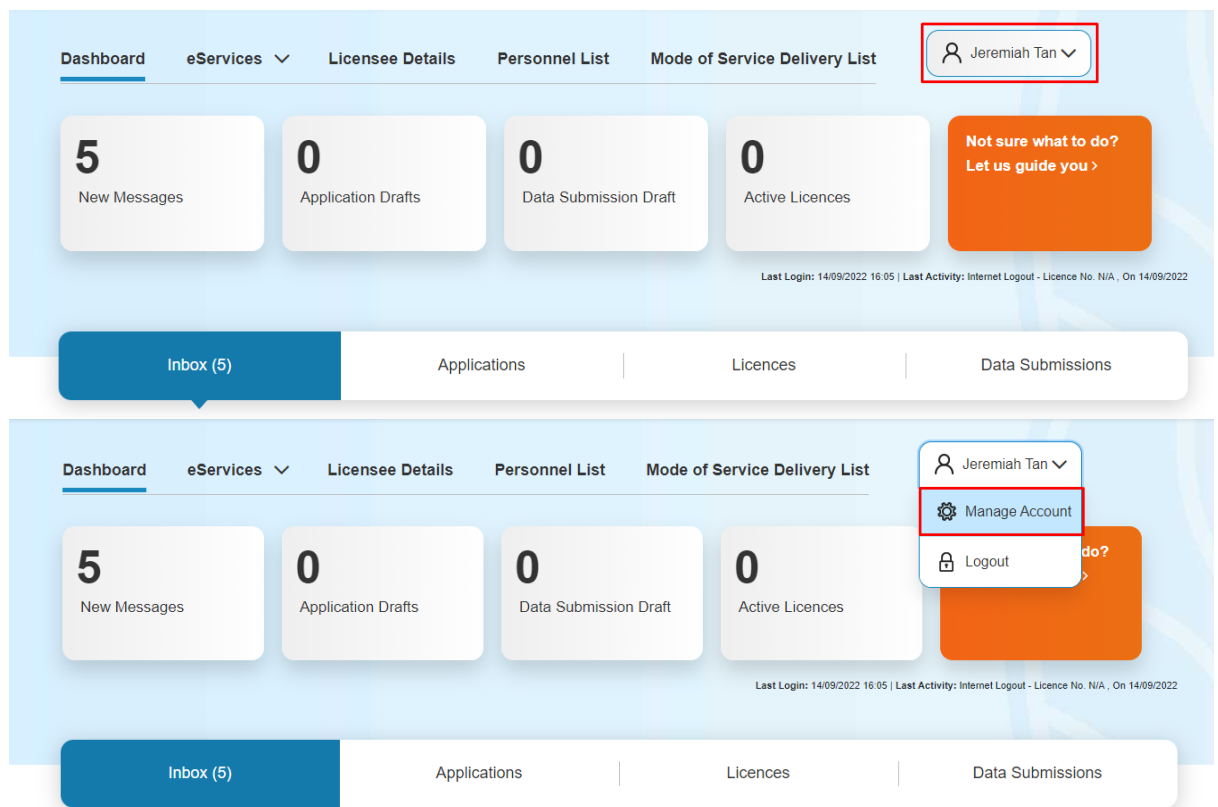 Dashboard eServices Licensee Details Personnel List Mode of Service Delivery List Jeremiah Tan
5 0 0 0
New Messages Application Drafts Data Submission Draft Active Licences
Not sure what to do?
Let us guide you >
Last Login: 14/09/2022 16:05 | Last Activity: Internet Logout - Licence No. N/A , On 14/09/2022
Inbox (5) Applications Licences Data Submissions
Dashboard eServices Licensee Details Personnel List Mode of Service Delivery List Jeremiah Tan
Manage Account
Logout
5 0 0 0
New Messages Application Drafts Data Submission Draft Active Licences
do?
>
Last Login: 14/09/2022 16:05 | Last Activity: Internet Logout - Licence No. N/A , On 14/09/2022
Inbox (5) Applications Licences Data Submissions